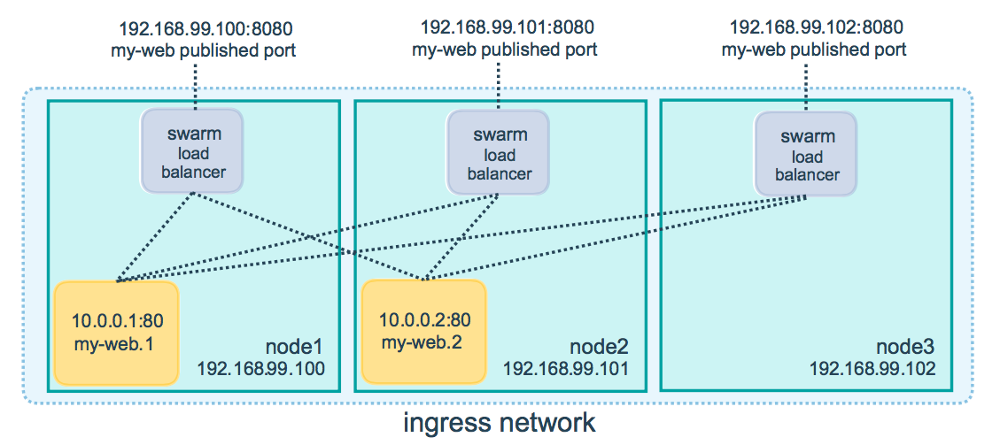 192.168.99.100:8080
my-web published port
192.168.99.101:8080
my-web published port
192.168.99.102:8080
my-web published port
swarm
load
balancer
swarm
load
balancer
swarm
load
balancer
10.0.0.1:80
my-web.1
node1
192.168.99.100
10.0.0.2:80
my-web.2
node2
192.168.99.101
node3
192.168.99.102
ingress network